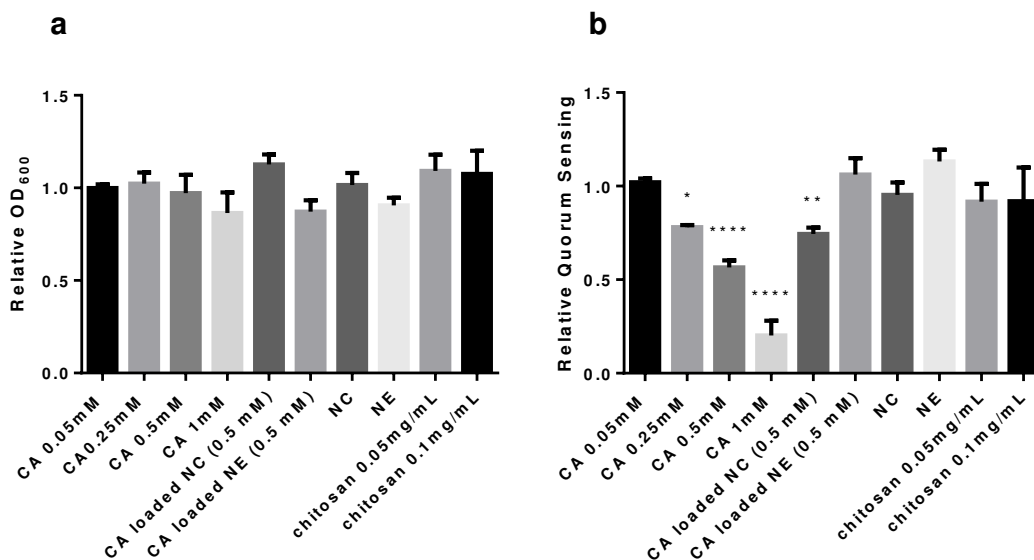 a
Relative OD600
1.5
1.0
0.5
0.0
CA 0.05mM
CA0.25mM
CA 0.5mM
CA 1mM
CA loaded NC (0.5 mM)
CA loaded NE (0.5 mM)
NC
NE
chitosan 0.05mg/mL
chitosan 0.1mg/mL
b
Relative Quorum Sensing
1.5
1.0
0.5
0.0
*
****
****
**
CA 0.05mM
CA 0.25mM
CA 0.5mM
CA 1mM
CA loaded NC (0.5 mM)
CA loaded NE (0.5 mM)
NC
NE
chitosan 0.05mg/mL
chitosan 0.1mg/mL